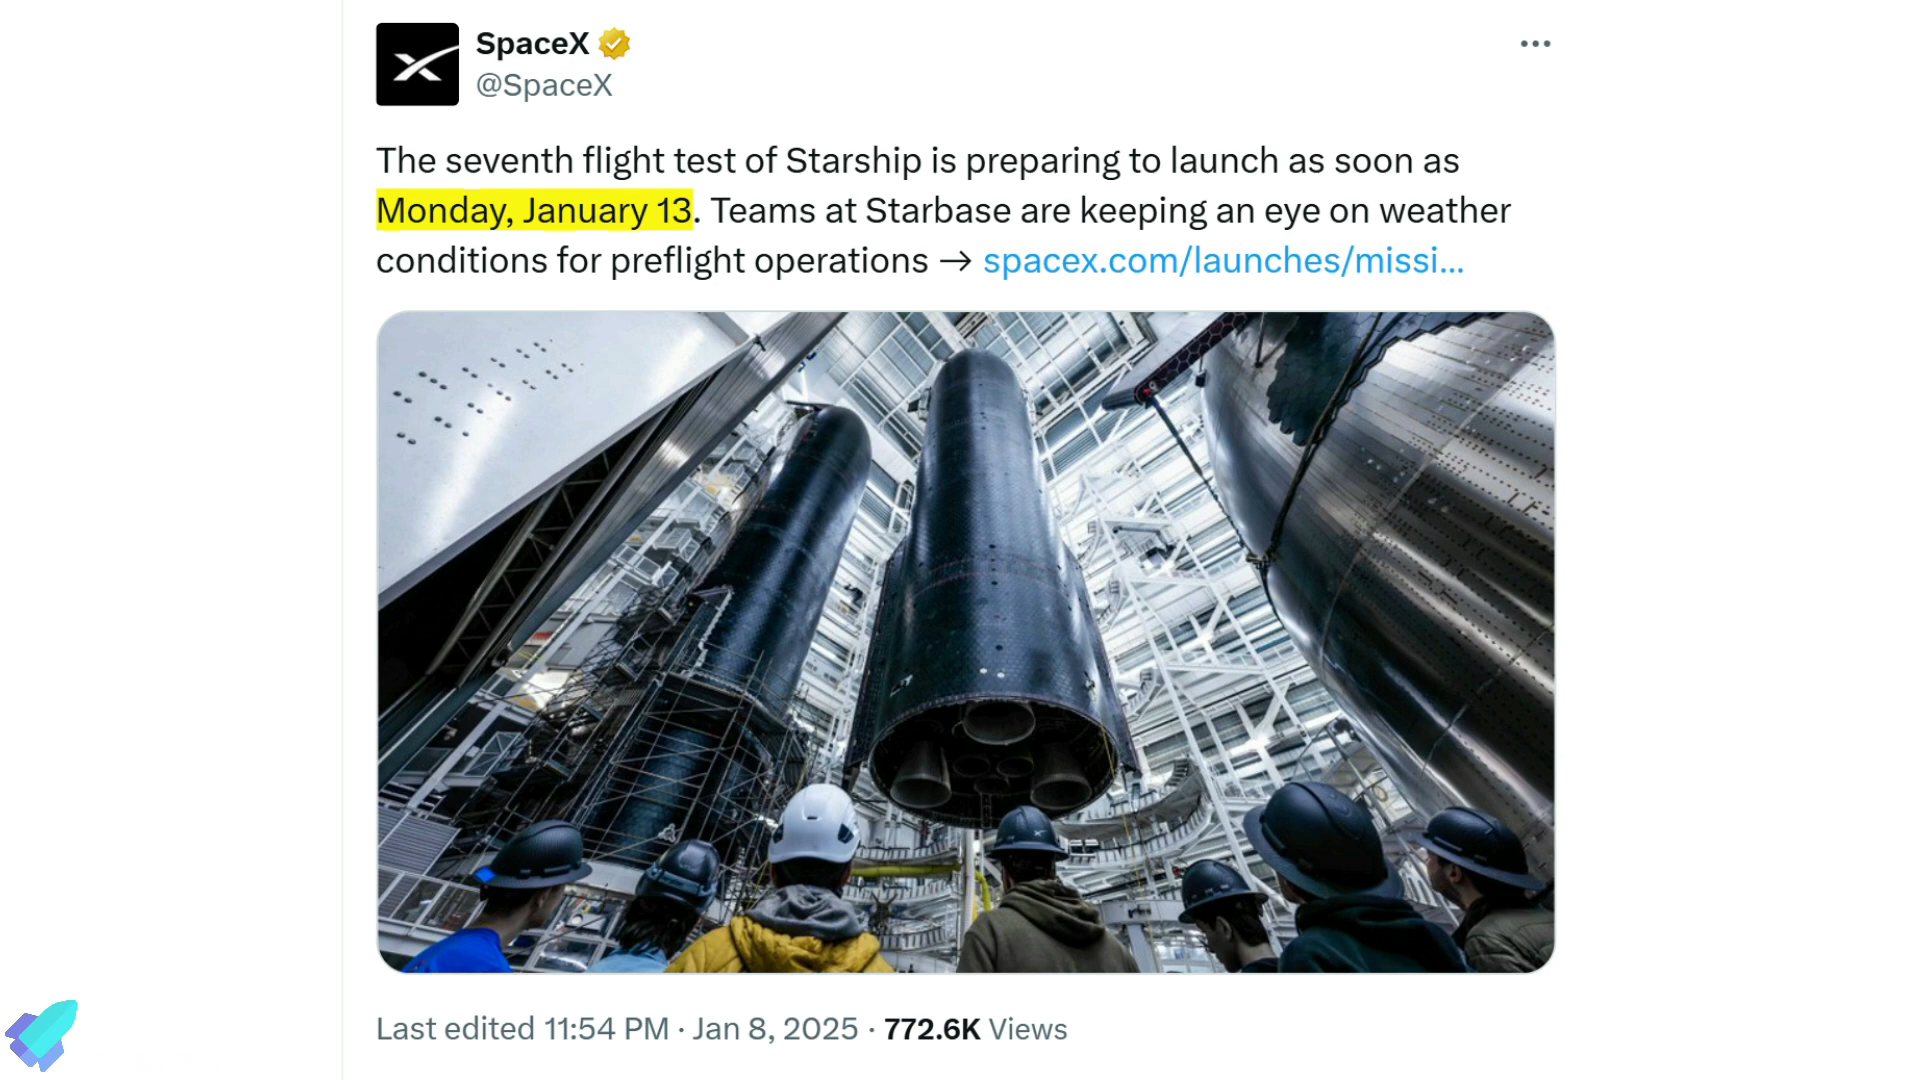 SpaceX
@SpaceX
The seventh flight test of Starship is preparing to launch as soon as
Monday, January 13. Teams at Starbase are keeping an eye on weather
conditions for preflight operations → spacex.com/launches/missi...
Last edited 11:54 PM · Jan 8, 2025 · 772.6K Views